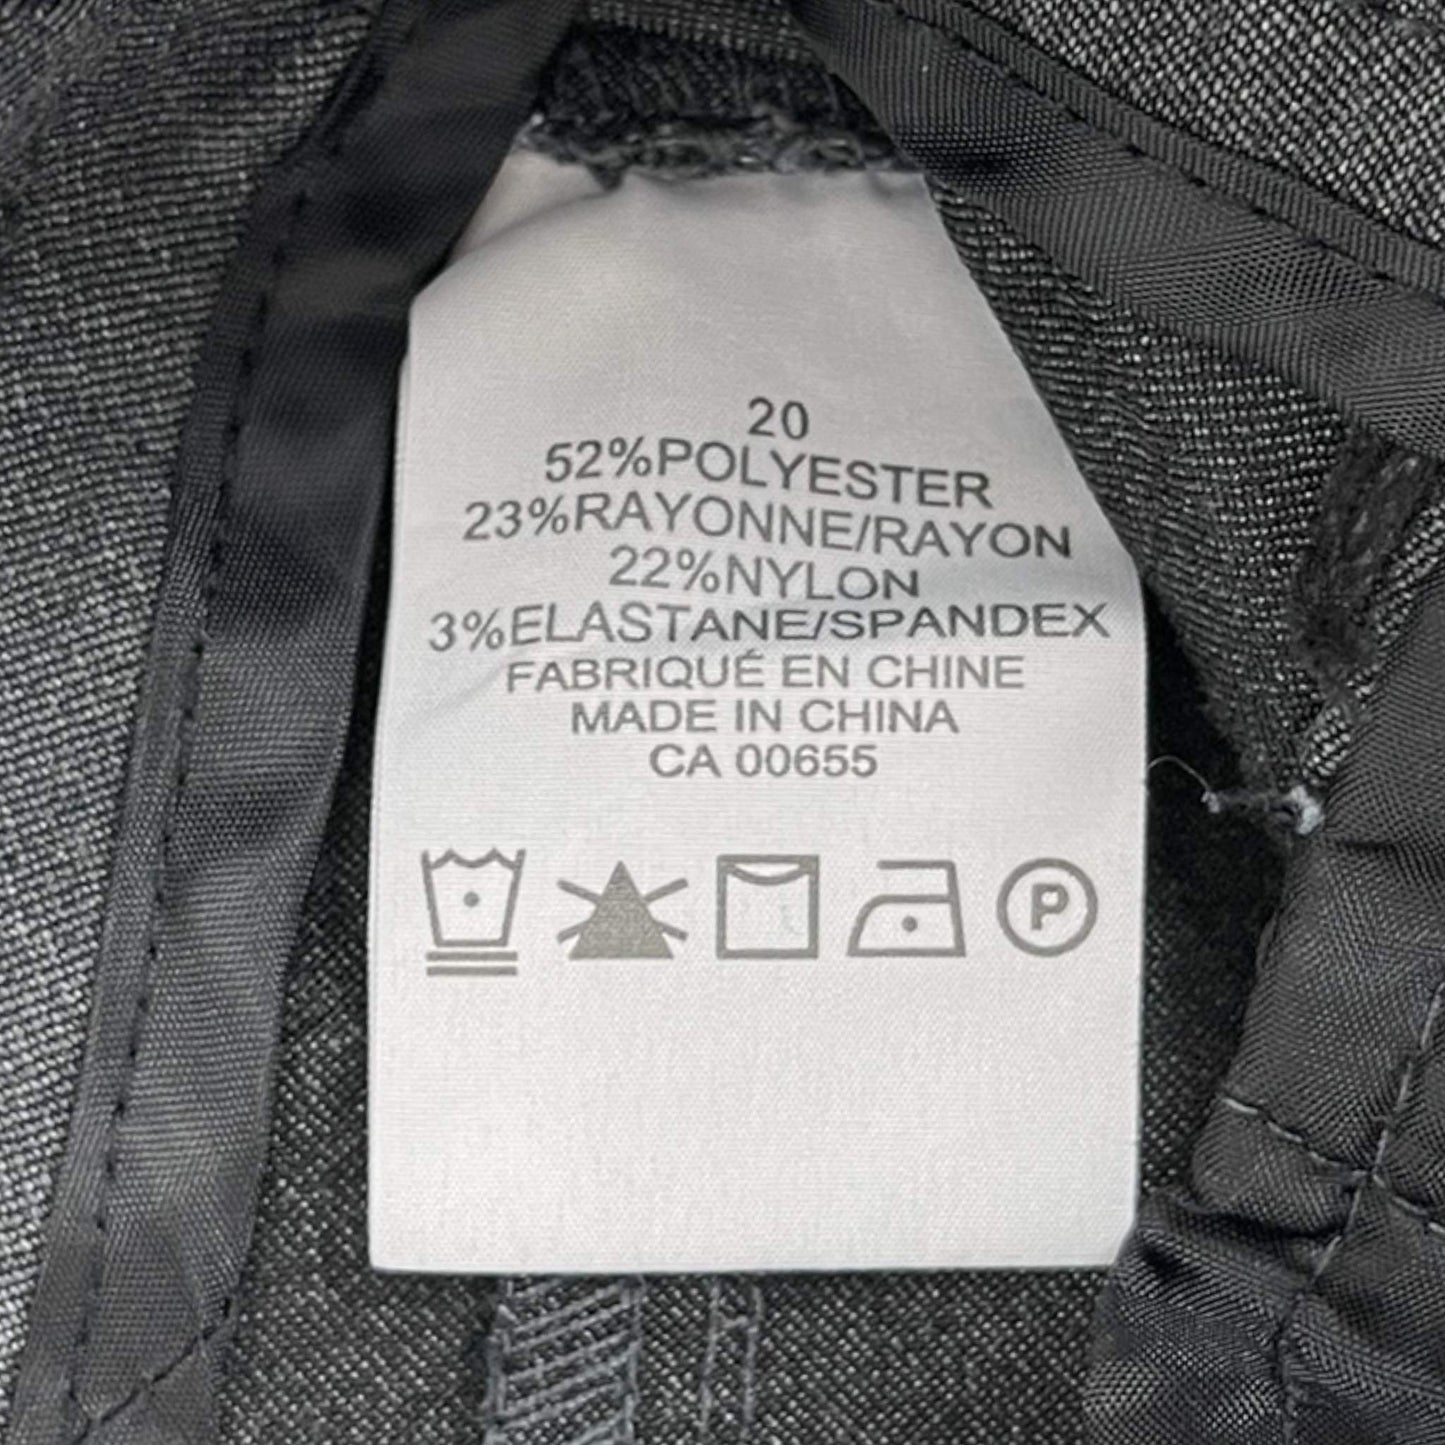 20
52%POLYESTER
23%RAYONNE/RAYON
22%NYLON
3%ELASTANE/SPANDEX
FABRIQUÉ EN CHINE
MADE IN CHINA
CA 00655
P